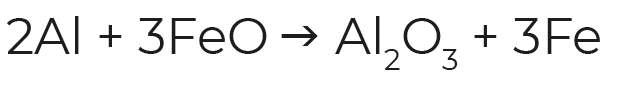 2Al + 3FeO → Al₂O₃ + 3Fe